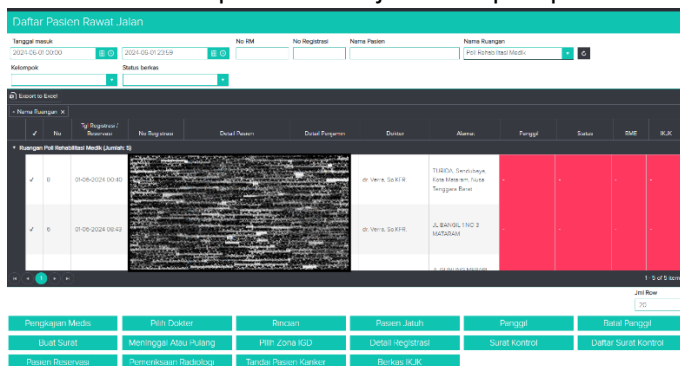 Daftar Pasien Rawat Jalan
Tanggal masuk No RM No Registrasi Nama Pasien Nama Ruangan
2024-06-01 00:00 2024-06-01 23:59 Poli Rehabilitasi Medik
Kelompok Status berkas
Export to Excel
Nama Ruangan ×
✓ No Tgl Registrasi / Reservasi No Registrasi Detail Pasien Detail Penjamin Dokter Alamat Panggil Status RME IKJK
Ruangan Poli Rehabilitasi Medik (Jumlah: 5)
✓ 6 01-06-2024 00:40 dr. Verra, Sp.KFR. TURIDA, Sandubaya, Kota Mataram, Nusa Tenggara Barat - - - -
✓ 6 01-06-2024 08:43 dr. Verra, Sp.KFR. JL BANGIL 1 NO 3 MATARAM - - - -
1
1 - 5 of 5 item
Jml Row
20
Pengkajian Medis Pilih Dokter Rincian Pasien Jatuh Panggil Batal Panggil
Buat Surat Meninggal Atau Pulang Pilih Zona IGD Detail Registrasi Surat Kontrol Daftar Surat Kontrol
Pasien Reservasi Pemeriksaan Radiologi Tandai Pasien Kanker Berkas IKJK